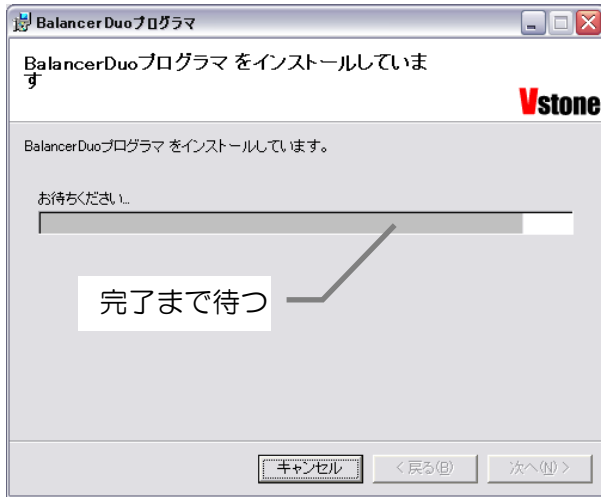 BalancerDuoプログラマ
BalancerDuoプログラマ をインストールしていま
す
Vstone
BalancerDuoプログラマ をインストールしています。
お待ちください...
完了まで待つ
キャンセル
< 戻る(B)
次へ(N) >